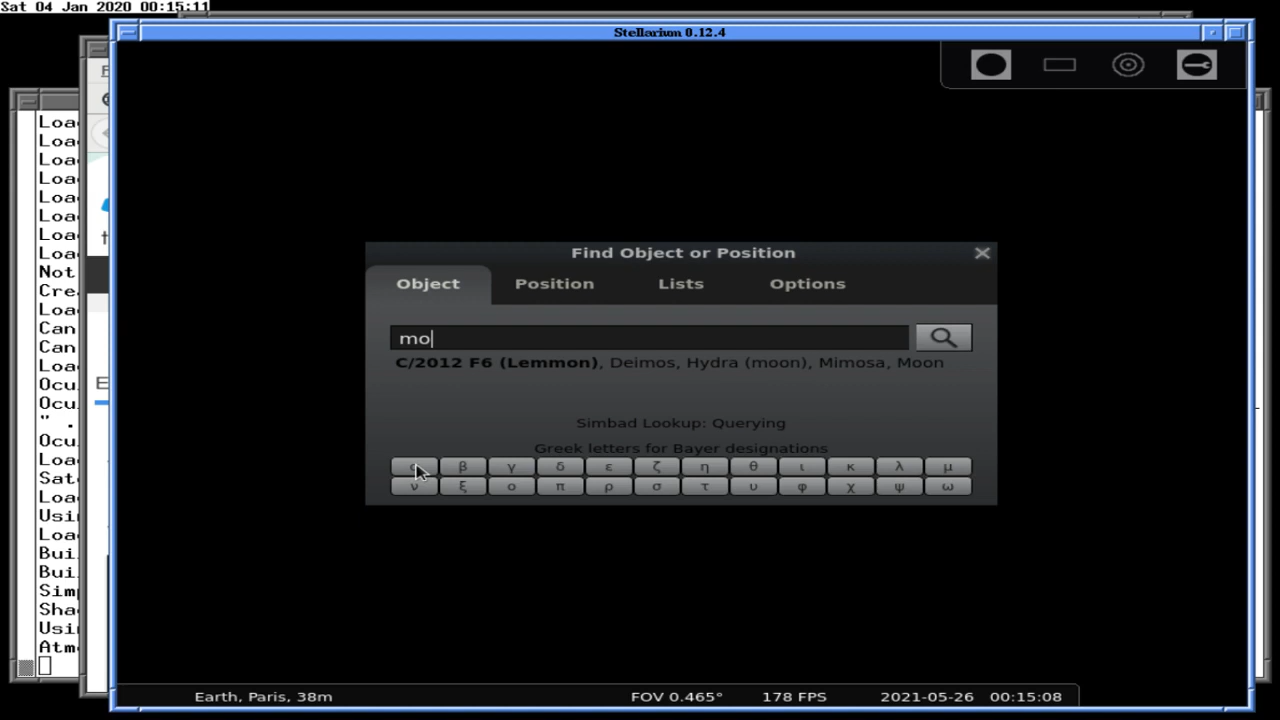 Sat 04 Jan 2020 00:15:11
Stellarium 0.12.4
Find Object or Position
Object Position Lists Options
mo
C/2012 F6 (Lemmon), Deimos, Hydra (moon), Mimosa, Moon
Simbad Lookup: Querying
Greek letters for Bayer designations
β γ δ ε ζ η θ ι κ λ μ
ν ξ ο π ρ σ τ υ φ χ ψ ω
Loa
Loa
Loa
Loa
Loa
Loa
Loa
Loa
Not
Cre
Loa
Can
Can
Loa
Ocu
Ocu
" .
Ocu
Loa
Sat
Loa
Usi
Loa
Bui
Bui
Sim
Sha
Usi
Atm
E
Earth, Paris, 38m FOV 0.465° 178 FPS 2021-05-26 00:15:08